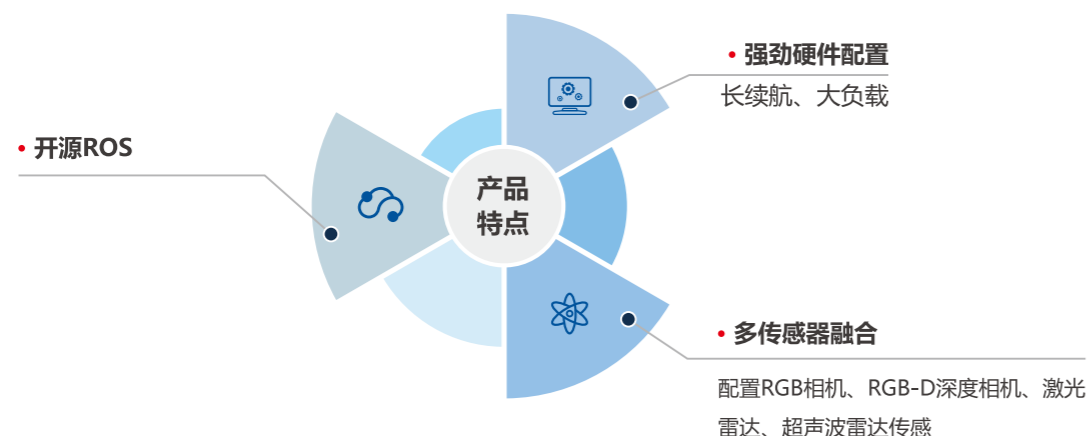 • 强劲硬件配置
长续航、大负载
• 开源ROS
产品
特点
• 多传感器融合
配置RGB相机、RGB-D深度相机、激光
雷达、超声波雷达传感